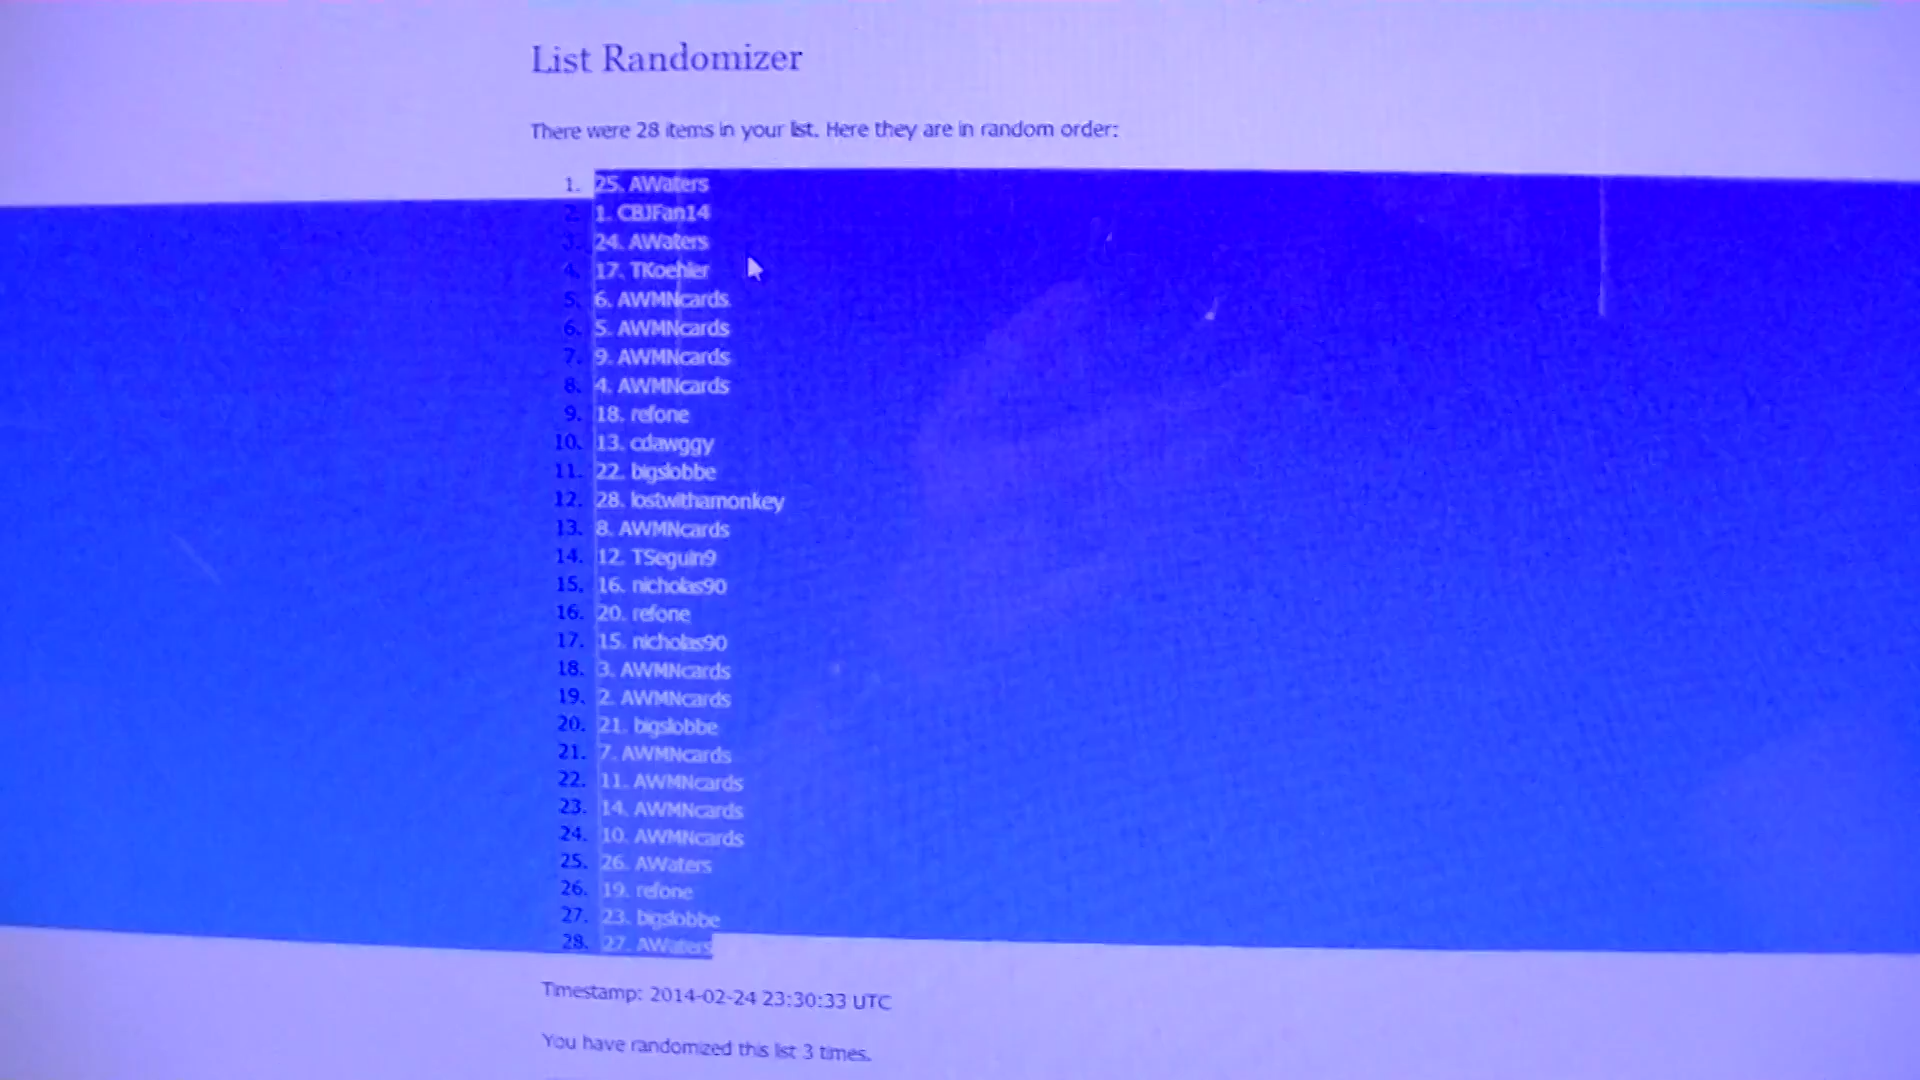 List Randomizer
There were 28 items in your list. Here they are in random order:
1. 25. AWaters
2. 1. CBJFan14
3. 24. AWaters
4. 17. TKoehler
5. 6. AWMNcards
6. 5. AWMNcards
7. 9. AWMNcards
8. 4. AWMNcards
9. 18. refone
10. 13. cdawggy
11. 22. bigslobbe
12. 28. lostwithamonkey
13. 8. AWMNcards
14. 12. TSeguin9
15. 16. nicholas90
16. 20. refone
17. 15. nicholas90
18. 3. AWMNcards
19. 2. AWMNcards
20. 21. bigslobbe
21. 7. AWMNcards
22. 11. AWMNcards
23. 14. AWMNcards
24. 10. AWMNcards
25. 26. AWaters
26. 19. refone
27. 23. bigslobbe
28. 27. AWaters
Timestamp: 2014-02-24 23:30:33 UTC
You have randomized this list 3 times.